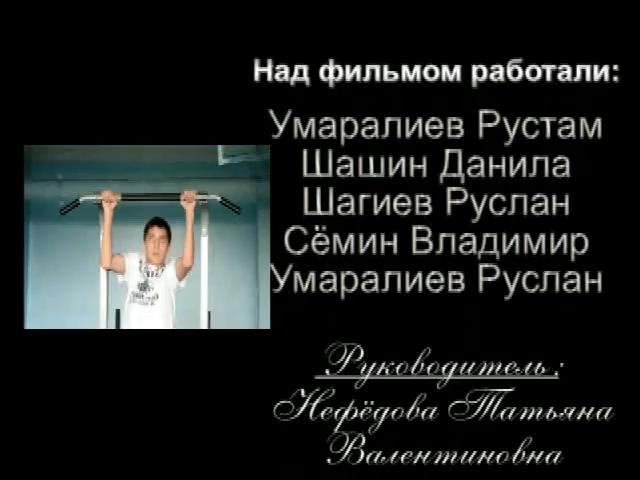 Над фильмом работали:
Умаралиев Рустам
Шашин Данила
Шагиев Руслан
Сёмин Владимир
Умаралиев Руслан
Руководитель:
Нефёдова Татьяна
Валентиновна